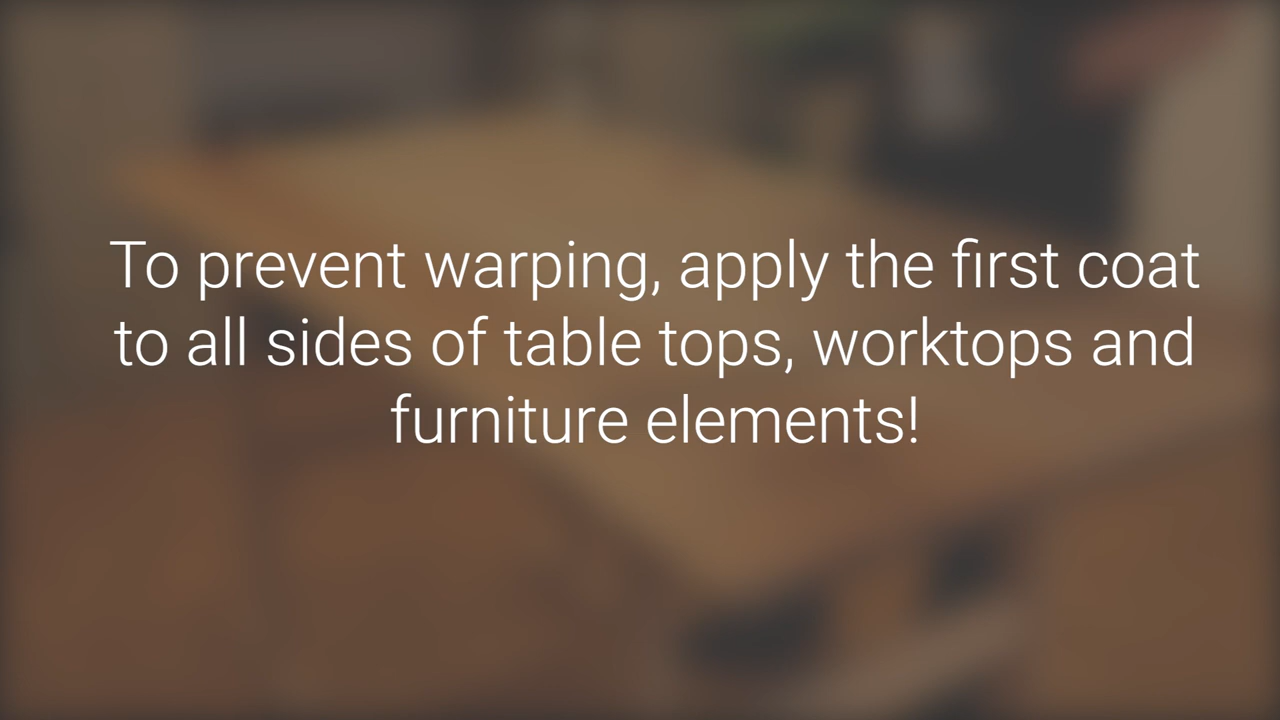 To prevent warping, apply the first coat
to all sides of table tops, worktops and
furniture elements!